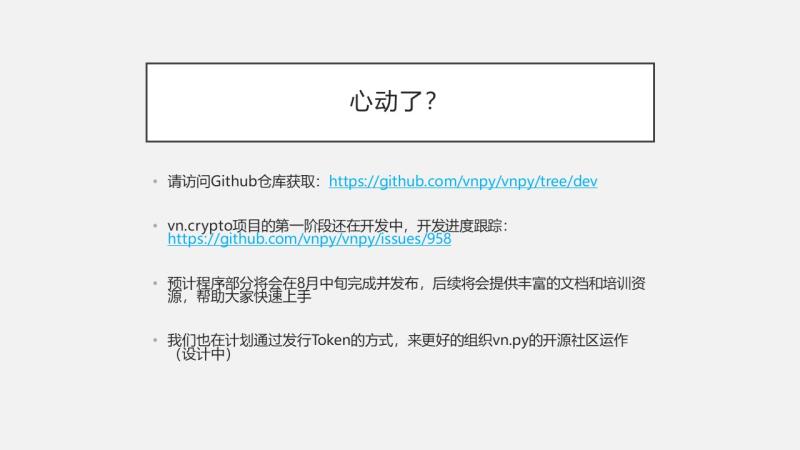 心动了?
• 请访问Github仓库获取：https://github.com/vnpy/vnpy/tree/dev
• vn.crypto项目的第一阶段还在开发中，开发进度跟踪：
https://github.com/vnpy/vnpy/issues/958
• 预计程序部分将会在8月中旬完成并发布，后续将会提供丰富的文档和培训资
源，帮助大家快速上手
• 我们也在计划通过发行Token的方式，来更好的组织vn.py的开源社区运作
（设计中）